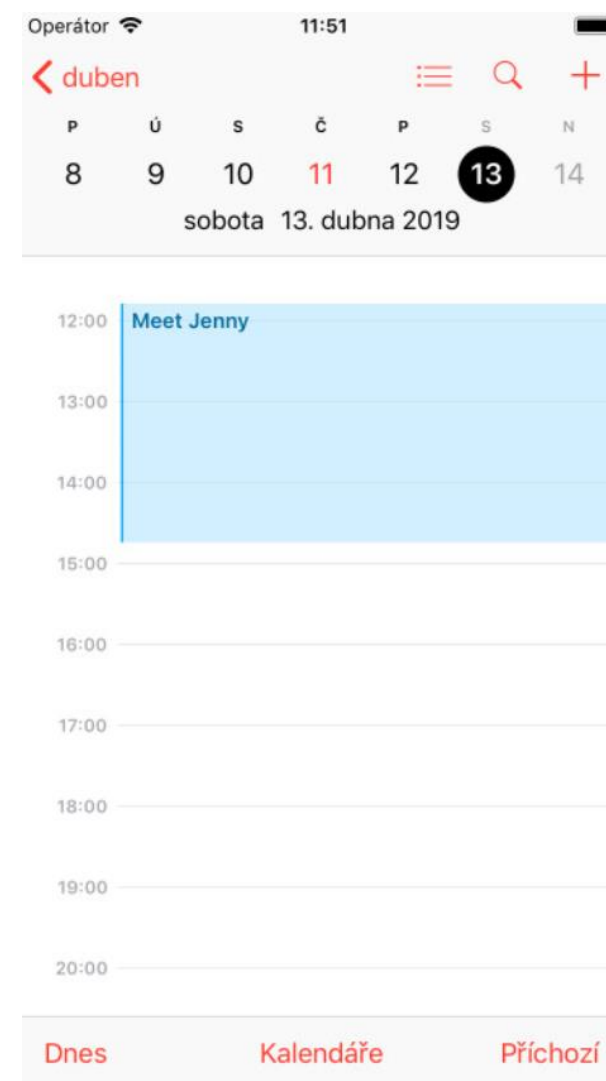 Operátor 11:51
duben
P Ú S Č P S N
8 9 10 11 12 13 14
sobota 13. dubna 2019
12:00 Meet Jenny
13:00
14:00
15:00
16:00
17:00
18:00
19:00
20:00
Dnes Kalendáře Příchozí